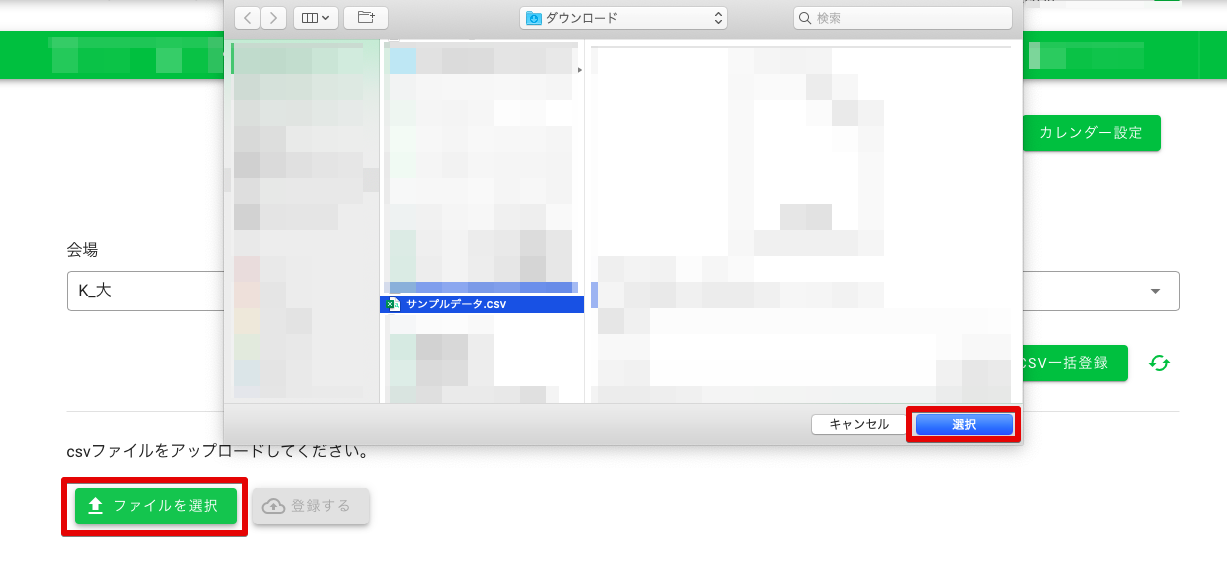 ダウンロード
検索
カレンダー設定
会場
K_大
サンプルデータ.csv
CSV一括登録
キャンセル
選択
csvファイルをアップロードしてください。
ファイルを選択
登録する